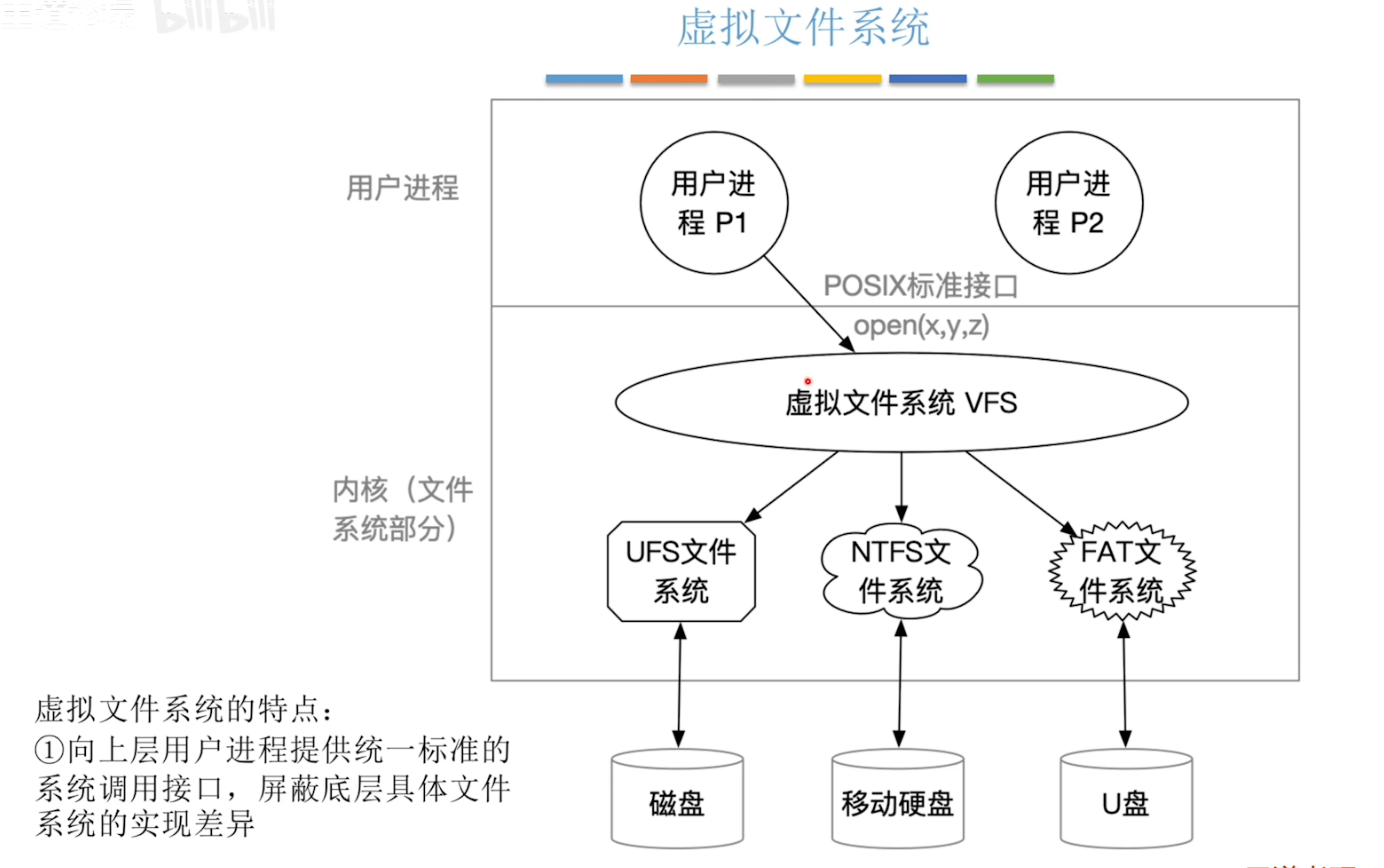 bilibili
虚拟文件系统
用户进程
用户进
程 P1
用户进
程 P2
POSIX标准接口
open(x,y,z)
虚拟文件系统 VFS
内核（文件
系统部分）
UFS文件
系统
NTFS文
件系统
FAT文
件系统
虚拟文件系统的特点：
①向上层用户进程提供统一标准的
系统调用接口，屏蔽底层具体文件
系统的实现差异
磁盘
移动硬盘
U盘